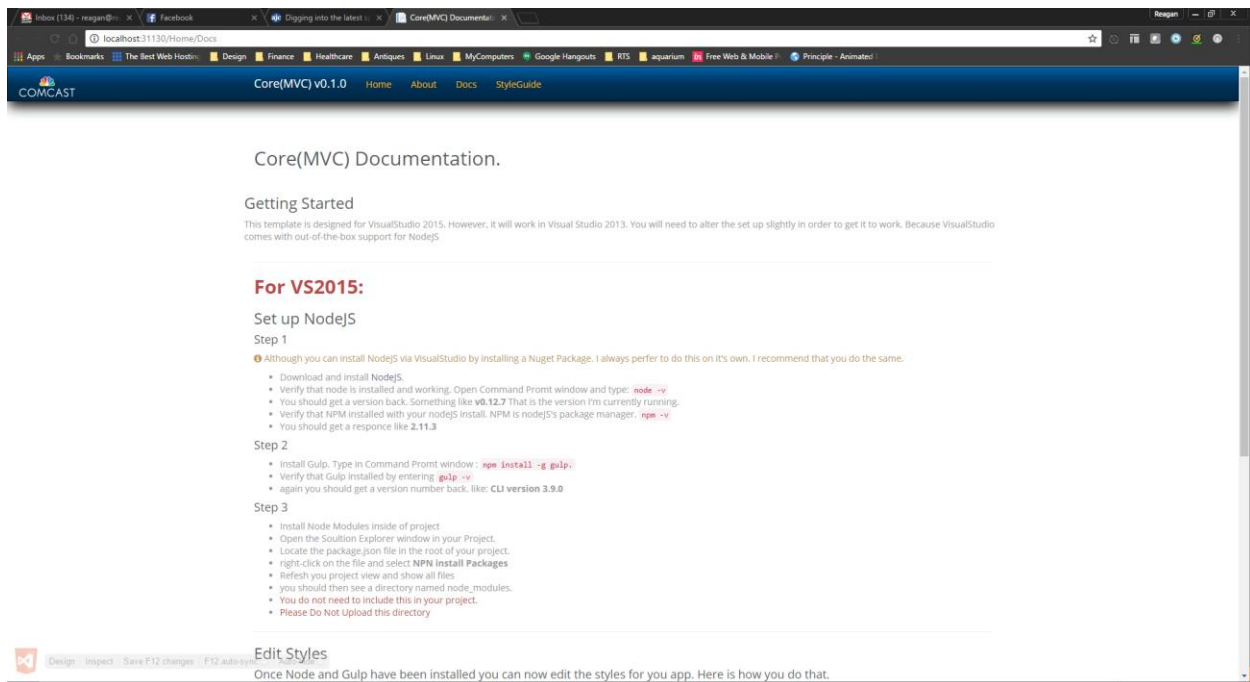 Inbox (134) - reagan@re
Facebook
Digging into the latest s
Core(MVC) Documentati
Reagan
localhost:31130/Home/Docs
Apps Bookmarks The Best Web Hosting Design Finance Healthcare Antiques Linux MyComputers Google Hangouts RTS aquarium Free Web & Mobile P Principle - Animated
COMCAST
Core(MVC) v0.1.0 Home About Docs StyleGuide
Core(MVC) Documentation.
Getting Started
This template is designed for VisualStudio 2015. However, it will work in Visual Studio 2013. You will need to alter the set up slightly in order to get it to work. Because VisualStudio
comes with out-of-the-box support for NodeJS
For VS2015:
Set up NodeJS
Step 1
Although you can install NodeJS via VisualStudio by installing a Nuget Package. I always perfer to do this on it's own. I recommend that you do the same.
Download and install NodeJS.
Verify that node is installed and working. Open Command Promt window and type: node -v
You should get a version back. Something like v0.12.7 That is the version I'm currently running.
Verify that NPM installed with your nodeJS install. NPM is nodeJS's package manager. npm -v
You should get a responce like 2.11.3
Step 2
Install Gulp. Type in Command Promt window : npm install -g gulp.
Verify that Gulp installed by entering gulp -v
again you should get a version number back, like: CLI version 3.9.0
Step 3
Install Node Modules inside of project
Open the Soultion Explorer window in your Project.
Locate the package.json file in the root of your project.
right-click on the file and select NPN install Packages
Refesh you project view and show all files
you should then see a directory named node_modules.
You do not need to include this in your project.
Please Do Not Upload this directory
Edit Styles
Design Inspect Save F12 changes F12 auto-sync
Once Node and Gulp have been installed you can now edit the styles for you app. Here is how you do that.